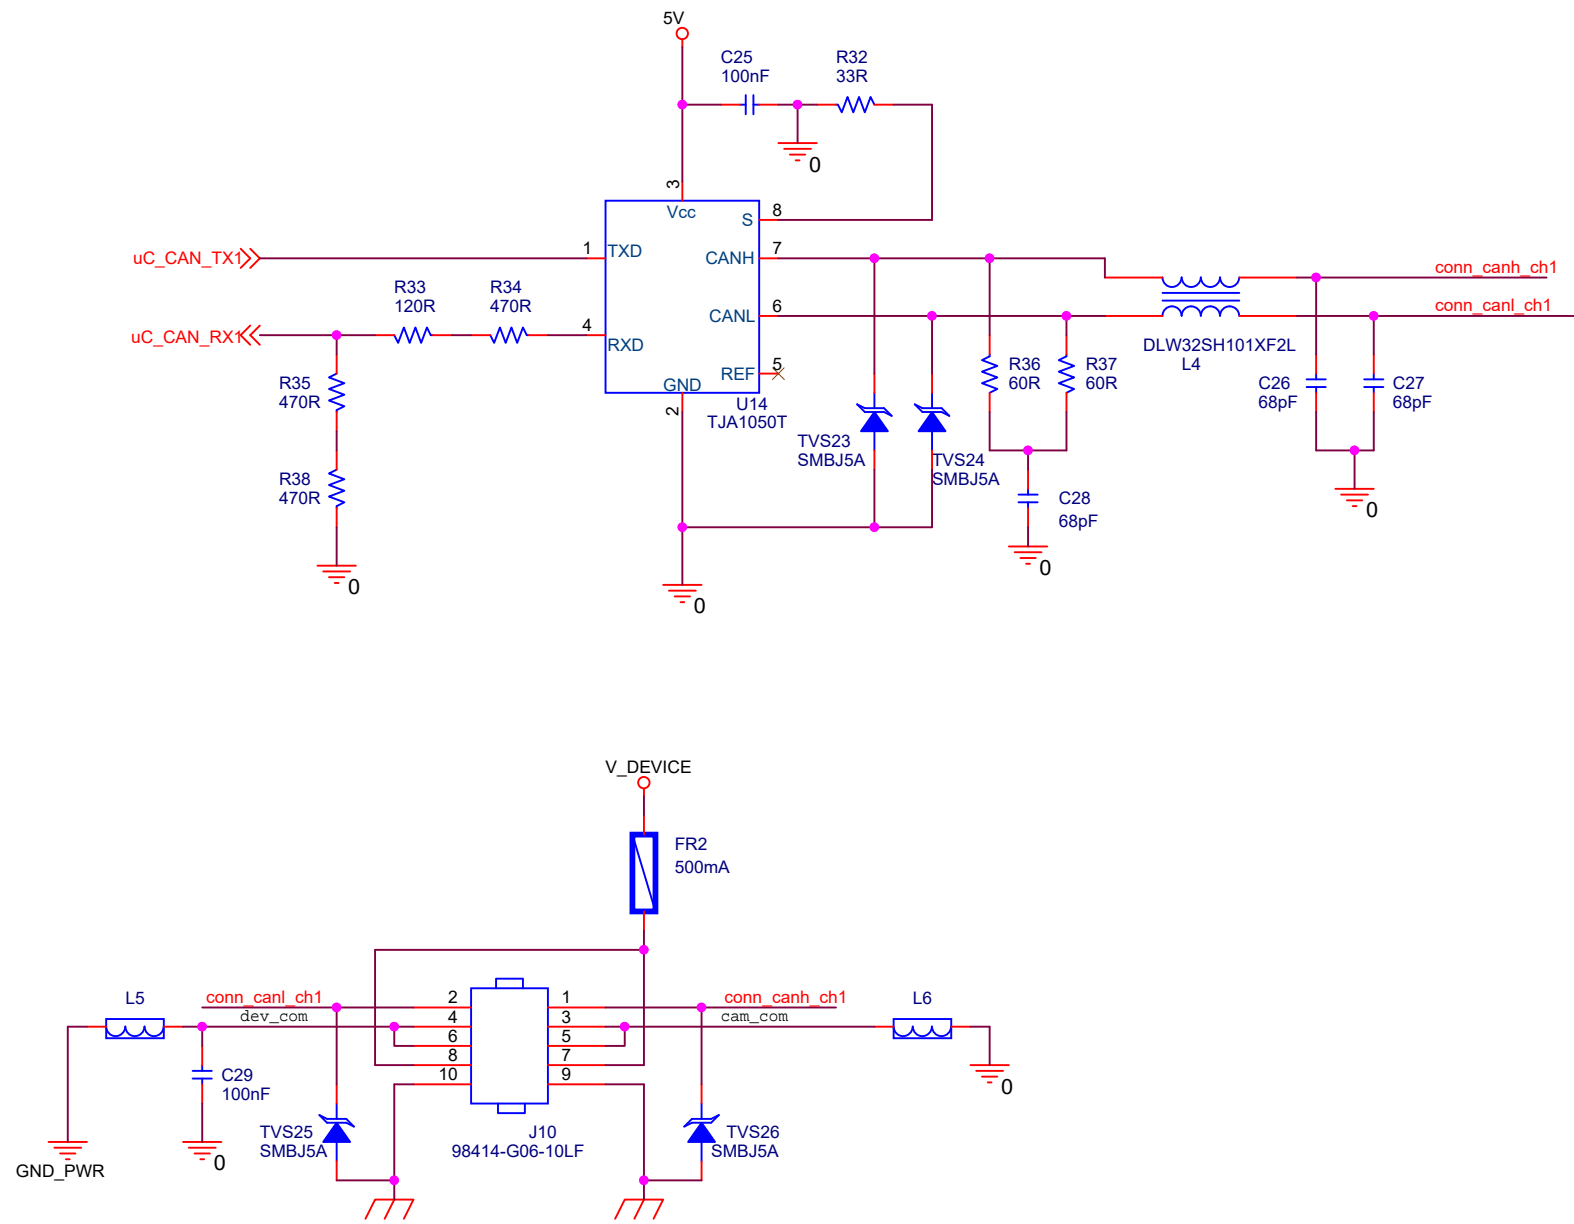 5V
C25
100nF
R32
33R
0
3
Vcc
S
8
uC_CAN_TX1
1
TXD
CANH
7
conn_canh_ch1
R33
120R
R34
470R
CANL
6
conn_canl_ch1
uC_CAN_RX1
4
RXD
DLW32SH101XF2L
L4
REF
5
R36
60R
R37
60R
R35
470R
GND
2
U14
TJA1050T
C26
68pF
C27
68pF
TVS23
SMBJ5A
TVS24
SMBJ5A
R38
470R
C28
68pF
0
0
0
0
V_DEVICE
FR2
500mA
L5
conn_canl_ch1
dev_com
2
4
6
8
10
1
3
5
7
9
conn_canh_ch1
cam_com
L6
C29
100nF
0
TVS25
SMBJ5A
J10
98414-G06-10LF
TVS26
SMBJ5A
GND_PWR
0